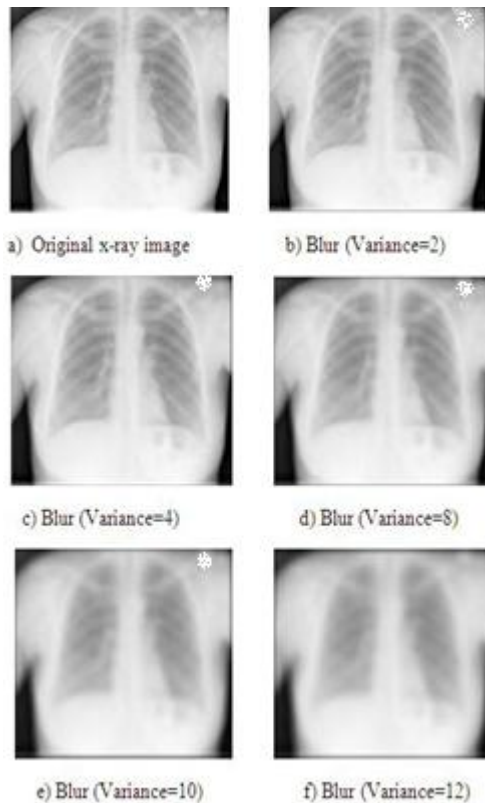 a) Original x-ray image
b) Blur (Variance=2)
c) Blur (Variance=4)
d) Blur (Variance=8)
e) Blur (Variance=10)
f) Blur (Variance=12)